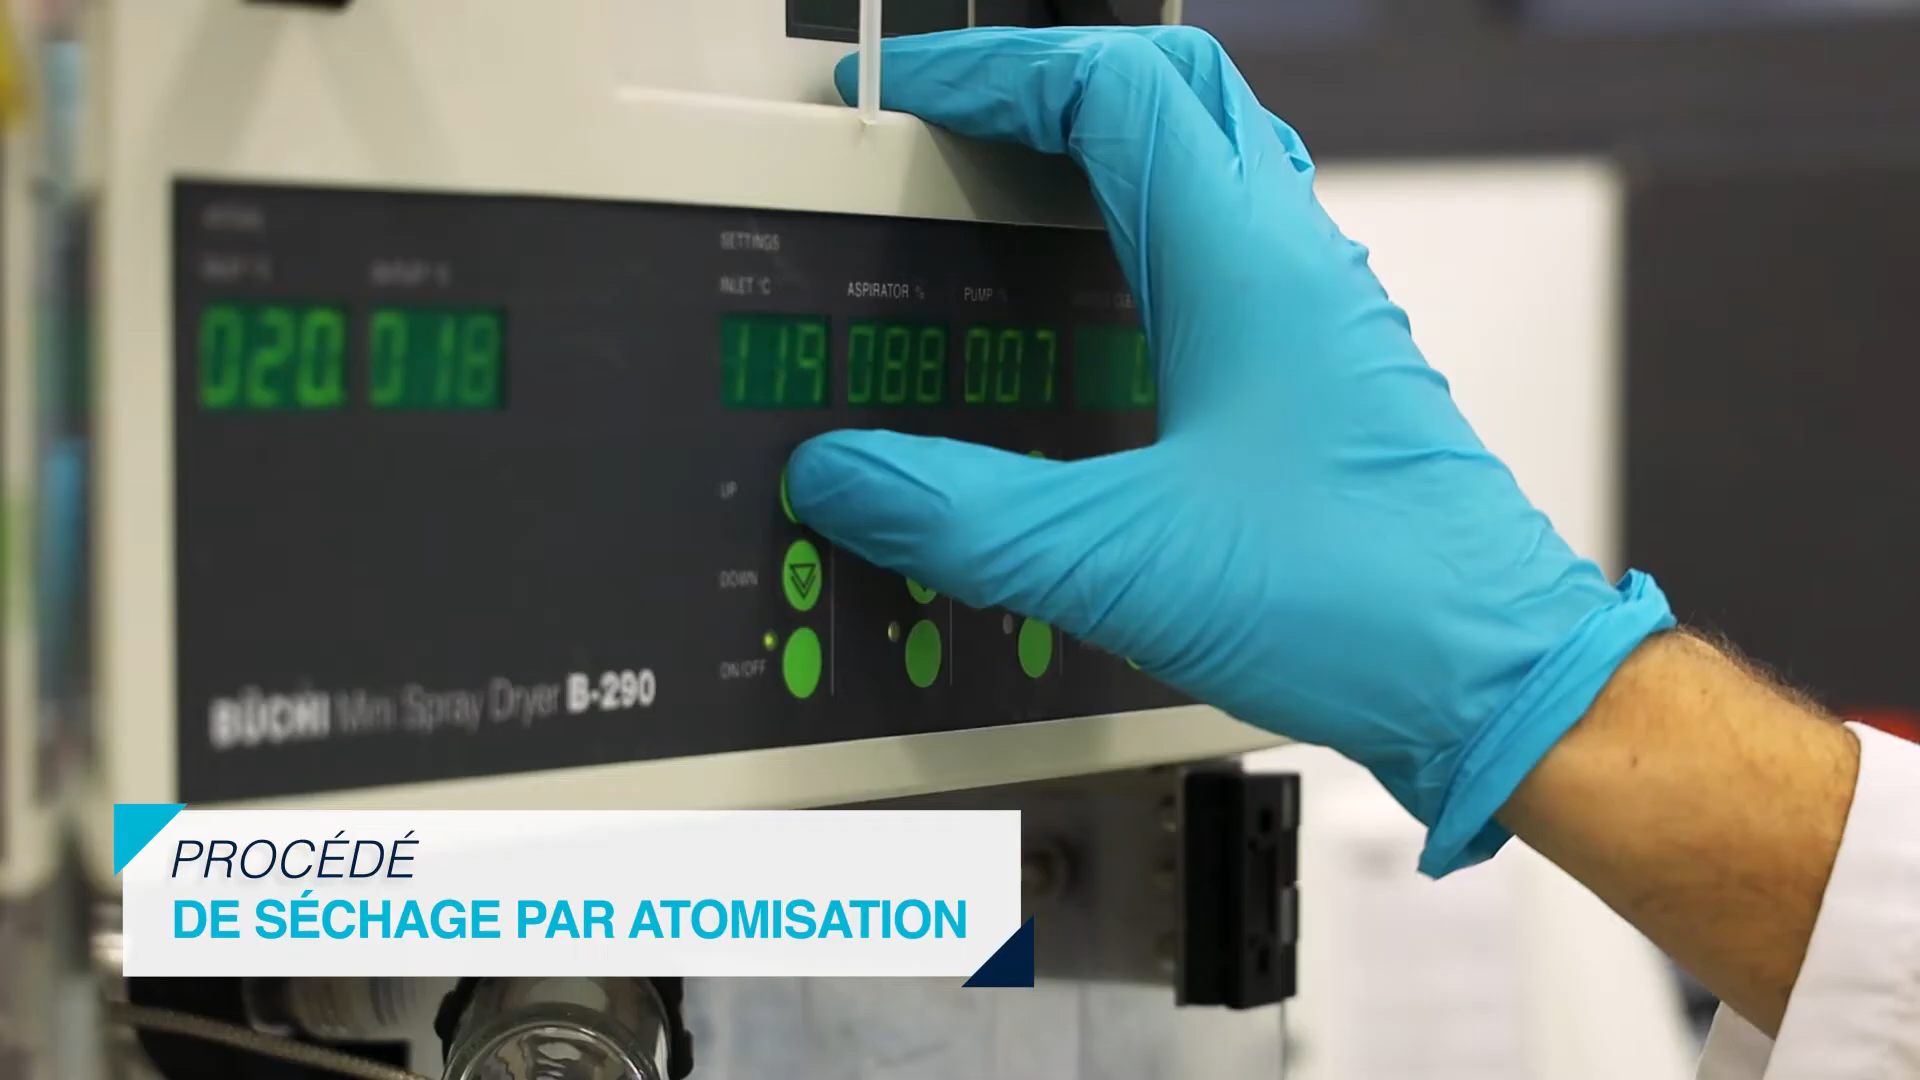 SETTINGS
INLET °C ASPIRATOR % PUMP %
020. 018 119 088 007 0
UP
DOWN
ON/OFF
BÜCHI Mini Spray Dryer B-290
PROCÉDÉ
DE SÉCHAGE PAR ATOMISATION